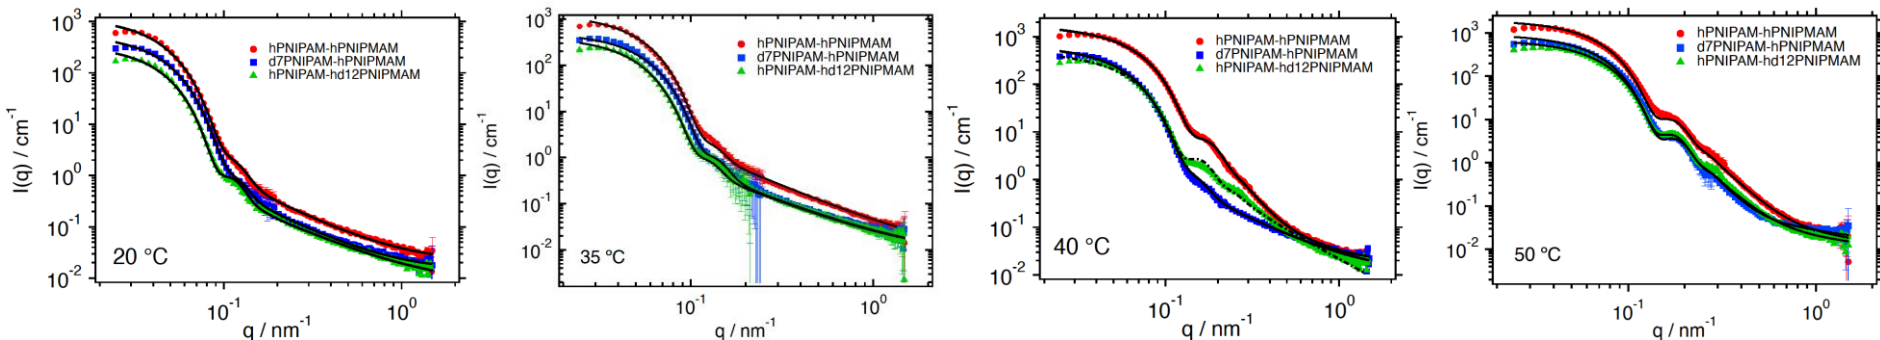 10³
10²
10¹
10⁰
10⁻¹
10⁻²
I(q) / cm⁻¹
hPNIPAM-hPNIPMAM
d7PNIPAM-hPNIPMAM
hPNIPAM-hd12PNIPMAM
20 °C
10⁻¹
10⁰
q / nm⁻¹
10³
10²
10¹
10⁰
10⁻¹
10⁻²
I(q) / cm⁻¹
hPNIPAM-hPNIPMAM
d7PNIPAM-hPNIPMAM
hPNIPAM-hd12PNIPMAM
35 ºC
10⁻¹
10⁰
q / nm⁻¹
10³
10²
10¹
10⁰
10⁻¹
10⁻²
I(q) / cm⁻¹
hPNIPAM-hPNIPMAM
d7PNIPAM-hPNIPMAM
hPNIPAM-hd12PNIPMAM
40 °C
10⁻¹
10⁰
q / nm⁻¹
10³
10²
10¹
10⁰
10⁻¹
10⁻²
I(q) / cm⁻¹
hPNIPAM-hPNIPMAM
d7PNIPAM-hPNIPMAM
hPNIPAM-hd12PNIPMAM
50 °C
10⁻¹
10⁰
q / nm⁻¹